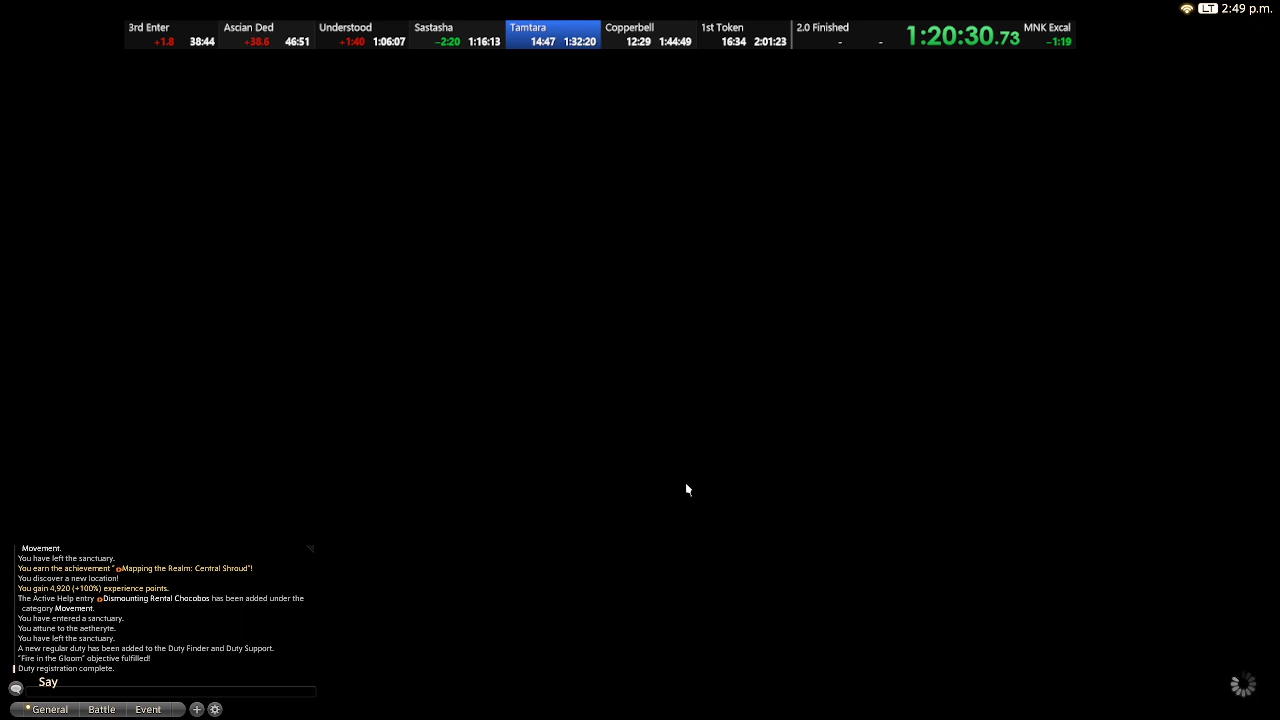 LT 2:49 p.m.
3rd Enter Ascian Ded Understood Sastasha Tamtara Copperbell 1st Token 2.0 Finished 1:20:30.73 MNK Excal
+1.8 38:44 +38.6 46:51 +1:40 1:06:07 −2:20 1:16:13 14:47 1:32:20 12:29 1:44:49 16:34 2:01:23 - - −1:19
Movement.
You have left the sanctuary.
You earn the achievement "Mapping the Realm: Central Shroud"!
You discover a new location!
You gain 4,920 (+100%) experience points.
The Active Help entry Dismounting Rental Chocobos has been added under the
category Movement.
You have entered a sanctuary.
You attune to the aetheryte.
You have left the sanctuary.
A new regular duty has been added to the Duty Finder and Duty Support.
"Fire in the Gloom" objective fulfilled!
Duty registration complete.
Say
General Battle Event